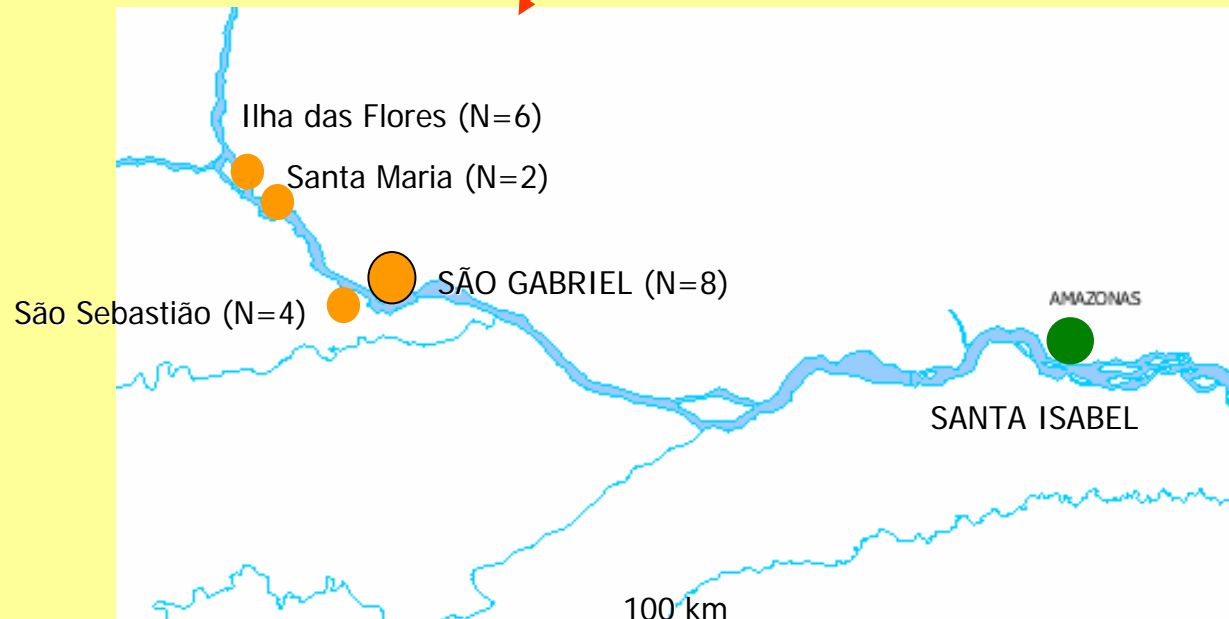 Ilha das Flores (N=6)
Santa Maria (N=2)
SÃO GABRIEL (N=8)
São Sebastião (N=4)
AMAZONAS
SANTA ISABEL
100 km